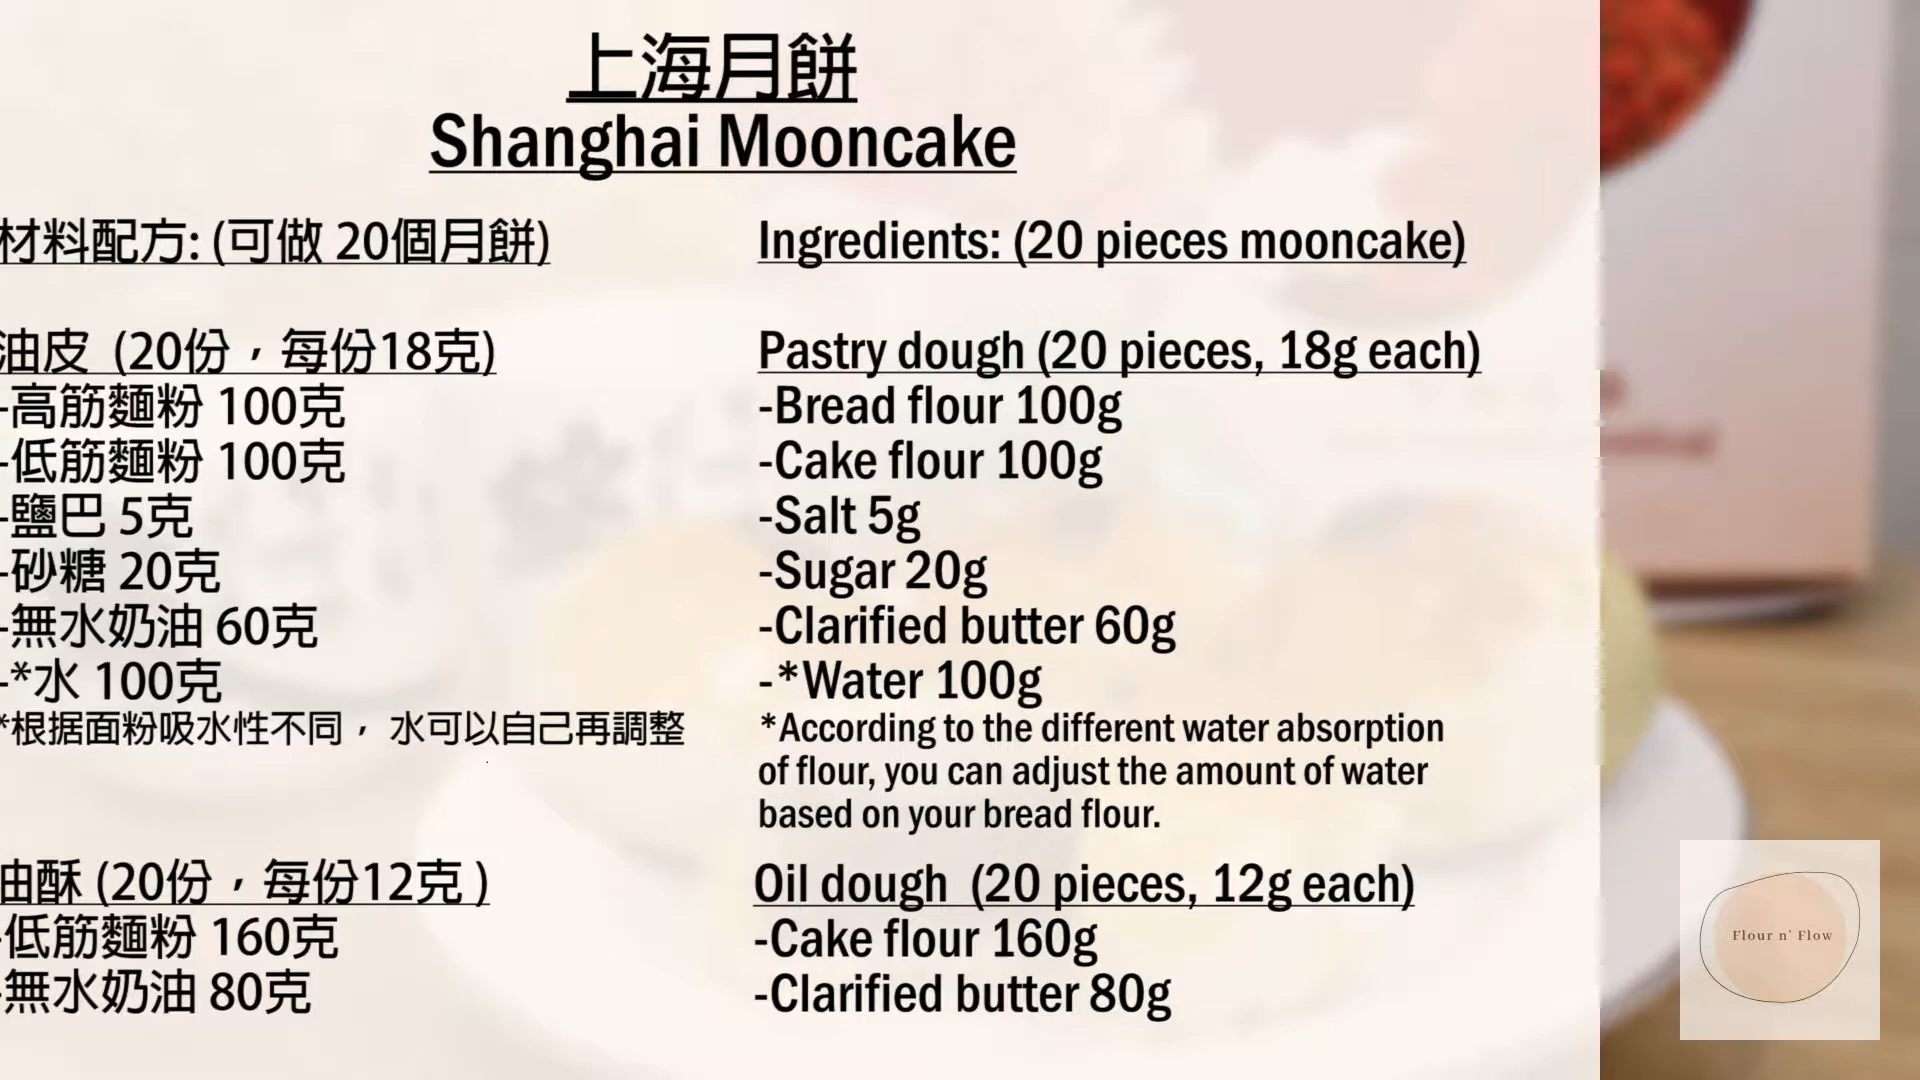 上海月餅
Shanghai Mooncake
材料配方: (可做 20個月餅)
油皮 (20份，每份18克)
-高筋麵粉 100克
-低筋麵粉 100克
-鹽巴 5克
-砂糖 20克
-無水奶油 60克
-*水 100克
*根据面粉吸水性不同， 水可以自己再調整
油酥 (20份，每份12克 )
-低筋麵粉 160克
-無水奶油 80克
Ingredients: (20 pieces mooncake)
Pastry dough (20 pieces, 18g each)
-Bread flour 100g
-Cake flour 100g
-Salt 5g
-Sugar 20g
-Clarified butter 60g
-*Water 100g
*According to the different water absorption
of flour, you can adjust the amount of water
based on your bread flour.
Oil dough (20 pieces, 12g each)
-Cake flour 160g
-Clarified butter 80g
Flour n' Flow